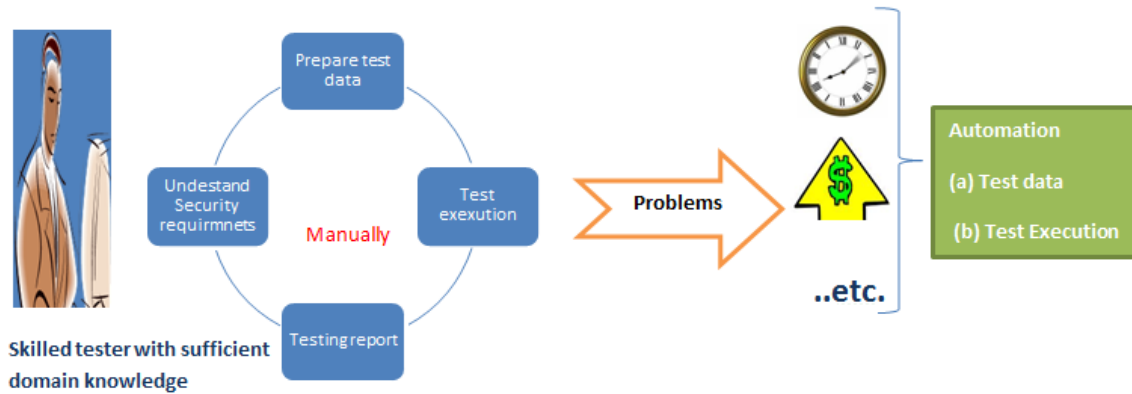 Prepare test
data
Undestand
Security
requirmnets
Manually
Test
exexution
Testing report
Skilled tester with sufficient
domain knowledge
Problems
$
..etc.
Automation
(a) Test data
(b) Test Execution